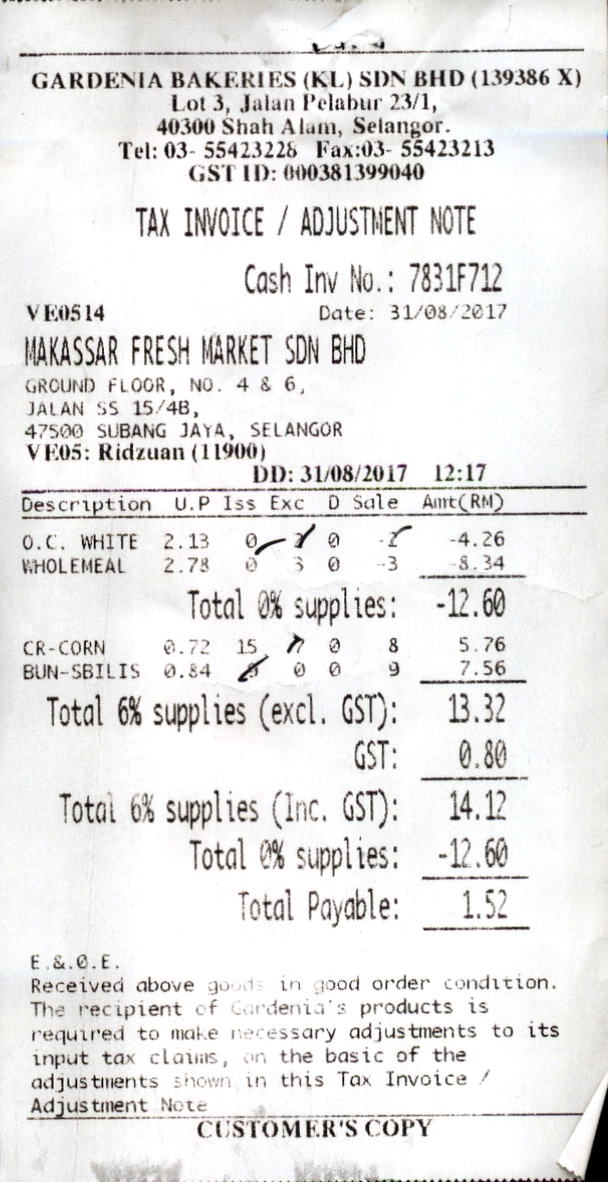 GARDENIA BAKERIES (KL) SDN BHD (139386 X)
Lot 3, Jalan Pelabur 23/1,
40300 Shah Alam, Selangor.
Tel: 03- 55423228 Fax:03- 55423213
GST ID: 000381399040
TAX INVOICE / ADJUSTMENT NOTE
Cash Inv No.: 7831F712
VE0514 Date: 31/08/2017
MAKASSAR FRESH MARKET SDN BHD
GROUND FLOOR, NO. 4 & 6,
JALAN SS 15/4B,
47500 SUBANG JAYA, SELANGOR
VE05: Ridzuan (11900)
DD: 31/08/2017 12:17
Description U.P Iss Exc D Sale Amt(RM)
O.C. WHITE 2.13 0 0 -2 -4.26
WHOLEMEAL 2.78 0 3 0 -3 -8.34
Total 0% supplies: -12.60
CR-CORN 0.72 15 0 8 5.76
BUN-SBILIS 0.84 0 0 9 7.56
Total 6% supplies (excl. GST): 13.32
GST: 0.80
Total 6% supplies (Inc. GST): 14.12
Total 0% supplies: -12.60
Total Payable: 1.52
E.&.O.E.
Received above goods in good order condition.
The recipient of Gardenia's products is
required to make necessary adjustments to its
input tax claims, on the basic of the
adjustments shown in this Tax Invoice /
Adjustment Note
CUSTOMER'S COPY